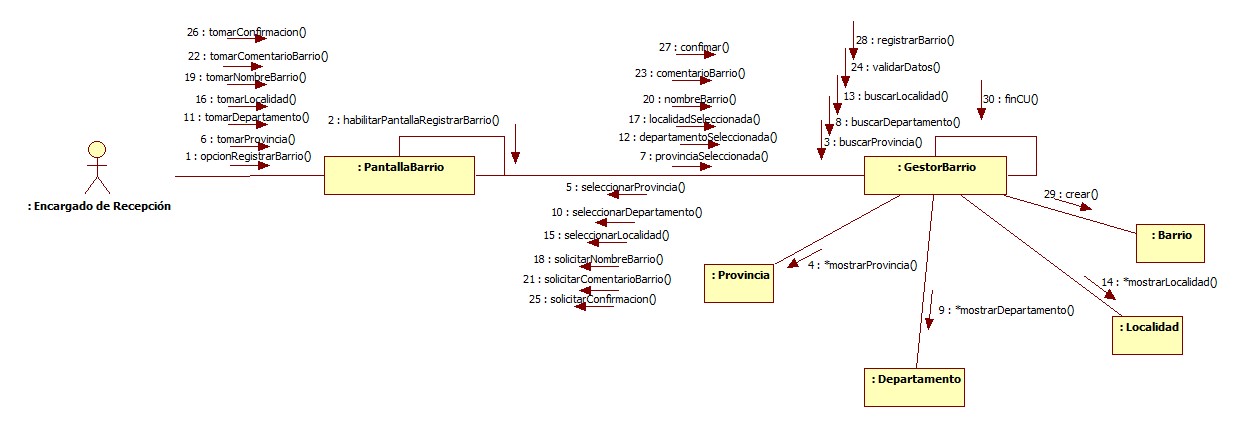 26 : tomarConfirmacion()
22 : tomarComentarioBarrio()
19 : tomarNombreBarrio()
16 : tomarLocalidad()
11 : tomarDepartamento()
6 : tomarProvincia()
1 : opcionRegistrarBarrio()
: Encargado de Recepción
2 : habilitarPantallaRegistrarBarrio()
: PantallaBarrio
27 : confimar()
23 : comentarioBarrio()
20 : nombreBarrio()
17 : localidadSeleccionada()
12 : departamentoSeleccionada()
7 : provinciaSeleccionada()
5 : seleccionarProvincia()
10 : seleccionarDepartamento()
15 : seleccionarLocalidad()
18 : solicitarNombreBarrio()
21 : solicitarComentarioBarrio()
25 : solicitarConfirmacion()
28 : registrarBarrio()
24 : validarDatos()
13 : buscarLocalidad()
8 : buscarDepartamento()
3 : buscarProvincia()
30 : finCU()
: GestorBarrio
29 : crear()
: Barrio
4 : *mostrarProvincia()
: Provincia
14 : *mostrarLocalidad()
: Localidad
9 : *mostrarDepartamento()
: Departamento